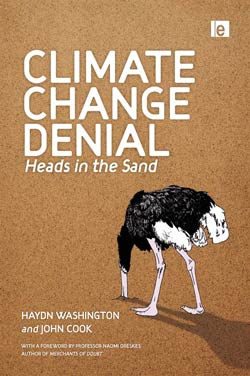 le
CLIMATE
CHANGE
DENIAL
Heads in the Sand
HAYDN WASHINGTON
and JOHN COOK
WITH A FOREWORD BY PROFESSOR NAOMI ORESKES
AUTHOR OF MERCHANTS OF DOUBT